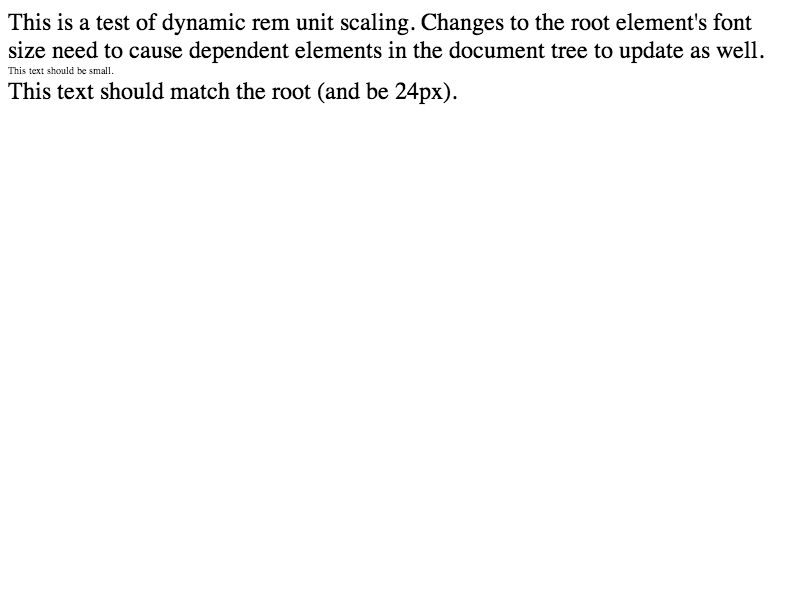 This is a test of dynamic rem unit scaling. Changes to the root element's font
size need to cause dependent elements in the document tree to update as well.
This text should be small.
This text should match the root (and be 24px).